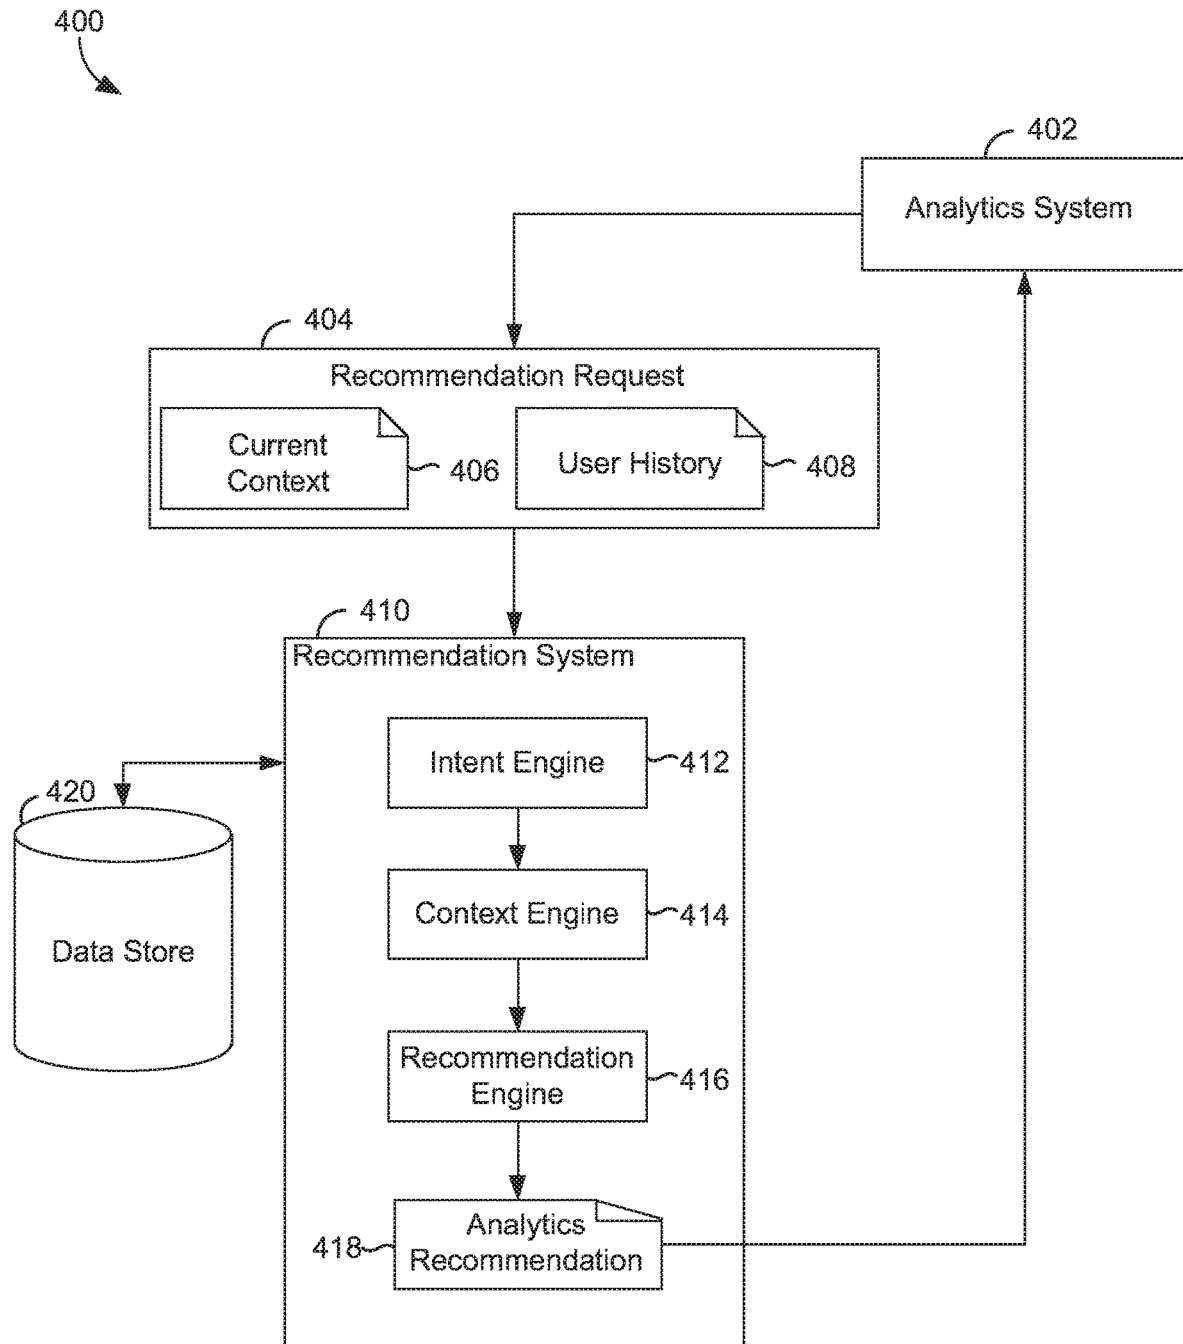 400
402
Analytics System
404
Recommendation Request
Current
Context
406
User History
408
410
Recommendation System
Intent Engine
412
420
Data Store
Context Engine
414
Recommendation
Engine
416
Analytics
Recommendation
418